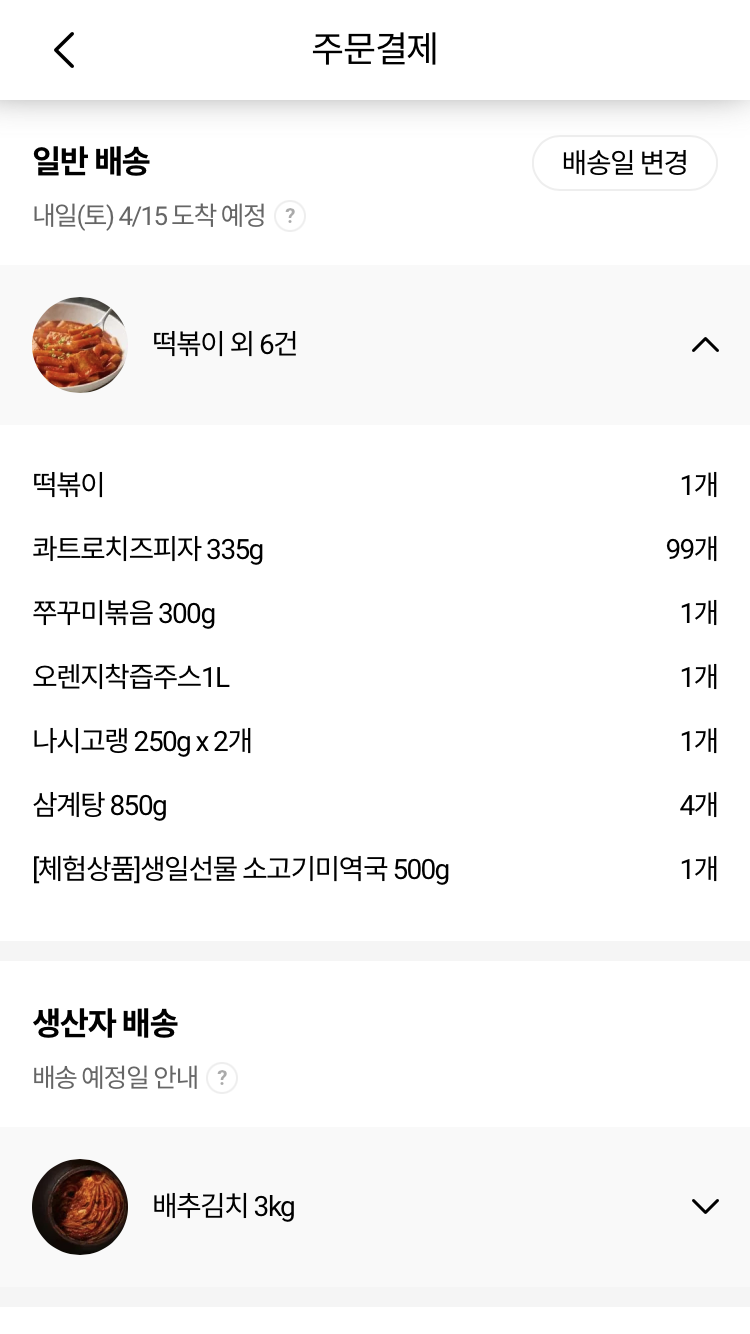 주문결제
일반 배송
배송일 변경
내일(토) 4/15 도착 예정 ?
떡볶이 외 6건
떡볶이 1개
콰트로치즈피자 335g 99개
쭈꾸미볶음 300g 1개
오렌지착즙주스1L 1개
나시고랭 250g x 2개 1개
삼계탕 850g 4개
[체험상품]생일선물 소고기미역국 500g 1개
생산자 배송
배송 예정일 안내 ?
배추김치 3kg